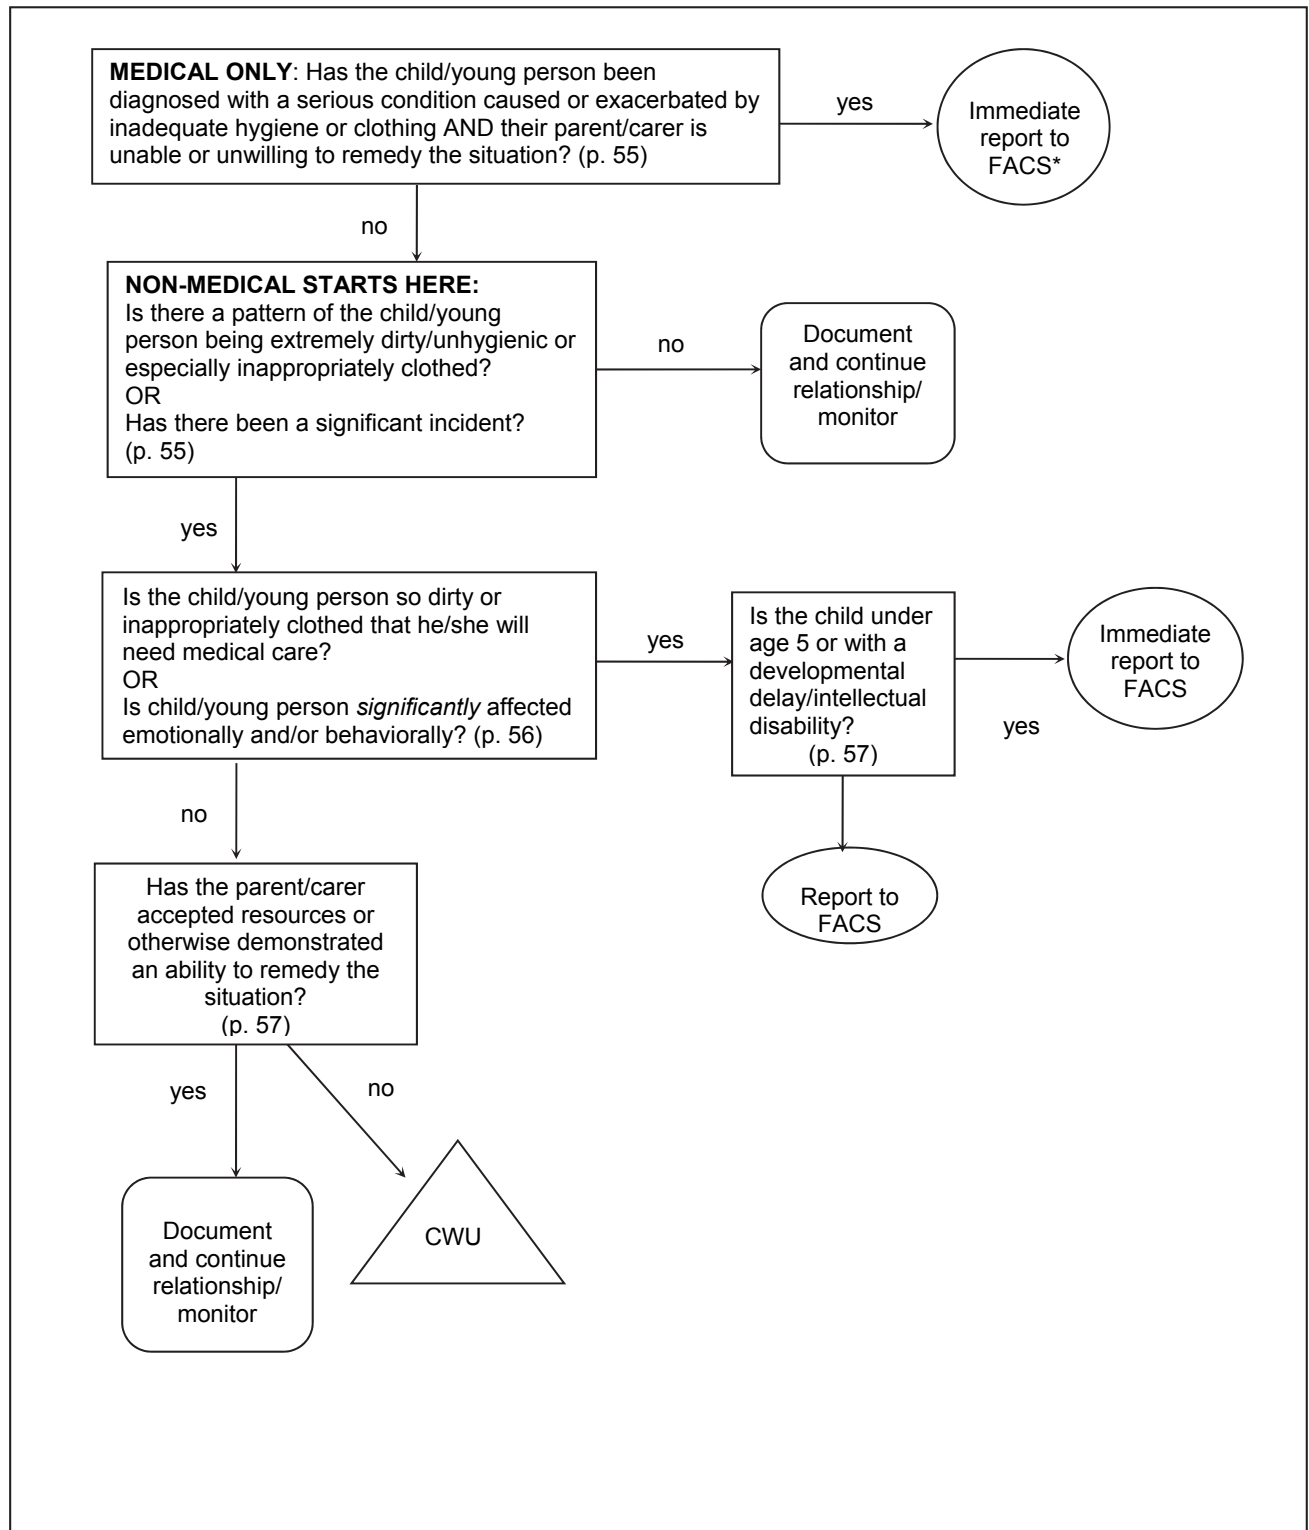 MEDICAL ONLY: Has the child/young person been
diagnosed with a serious condition caused or exacerbated by
inadequate hygiene or clothing AND their parent/carer is
unable or unwilling to remedy the situation? (p. 55)
yes
Immediate
report to
FACS*
no
NON-MEDICAL STARTS HERE:
Is there a pattern of the child/young
person being extremely dirty/unhygienic or
especially inappropriately clothed?
OR
Has there been a significant incident?
(p. 55)
no
Document
and continue
relationship/
monitor
yes
Is the child/young person so dirty or
inappropriately clothed that he/she will
need medical care?
OR
Is child/young person significantly affected
emotionally and/or behaviorally? (p. 56)
yes
Is the child under
age 5 or with a
developmental
delay/intellectual
disability?
(p. 57)
yes
Immediate
report to
FACS
no
Report to
FACS
Has the parent/carer
accepted resources or
otherwise demonstrated
an ability to remedy the
situation?
(p. 57)
yes
no
Document
and continue
relationship/
monitor
CWU